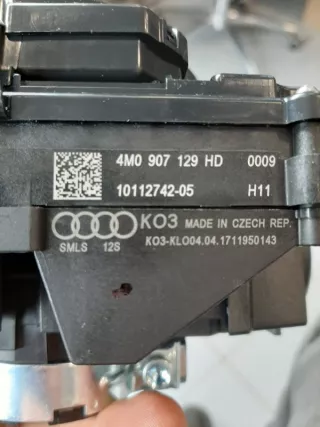 4M0 907 129 HD 0009
10112742-05 H11
KO3 MADE IN CZECH REP.
SMLS 12S
KO3-KLO04.04.1711950143